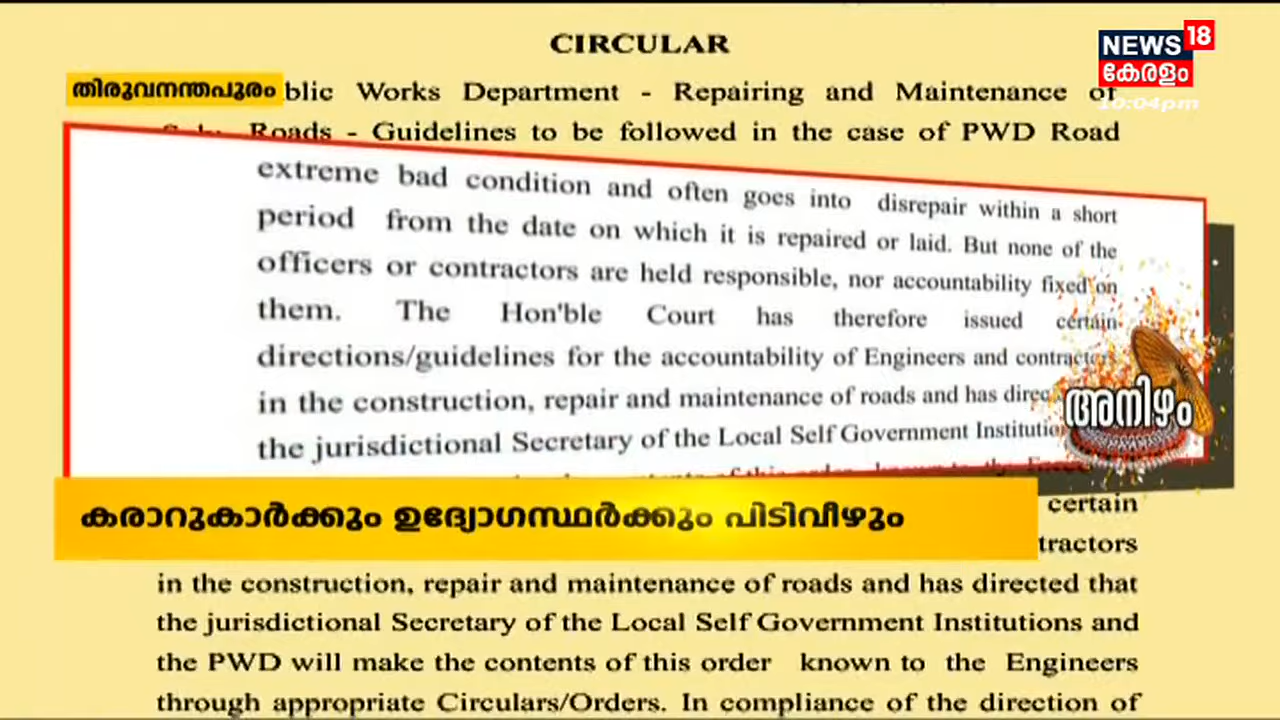 CIRCULAR
NEWS 18
കേരളം
10:04pm
തിരുവനന്തപുരം
blic Works Department - Repairing and Maintenance of
Roads - Guidelines to be followed in the case of PWD Road
extreme bad condition and often goes into disrepair within a short
period from the date on which it is repaired or laid. But none of the
officers or contractors are held responsible, nor accountability fixed on
them. The Hon'ble Court has therefore issued certain
directions/guidelines for the accountability of Engineers and contractors
in the construction, repair and maintenance of roads and has direc
the jurisdictional Secretary of the Local Self Government Institutio
അനിഴം
കരാറുകാർക്കും ഉദ്യോഗസ്ഥർക്കും പിടിവീഴും
certain
tractors
in the construction, repair and maintenance of roads and has directed that
the jurisdictional Secretary of the Local Self Government Institutions and
the PWD will make the contents of this order known to the Engineers
through appropriate Circulars/Orders. In compliance of the direction of